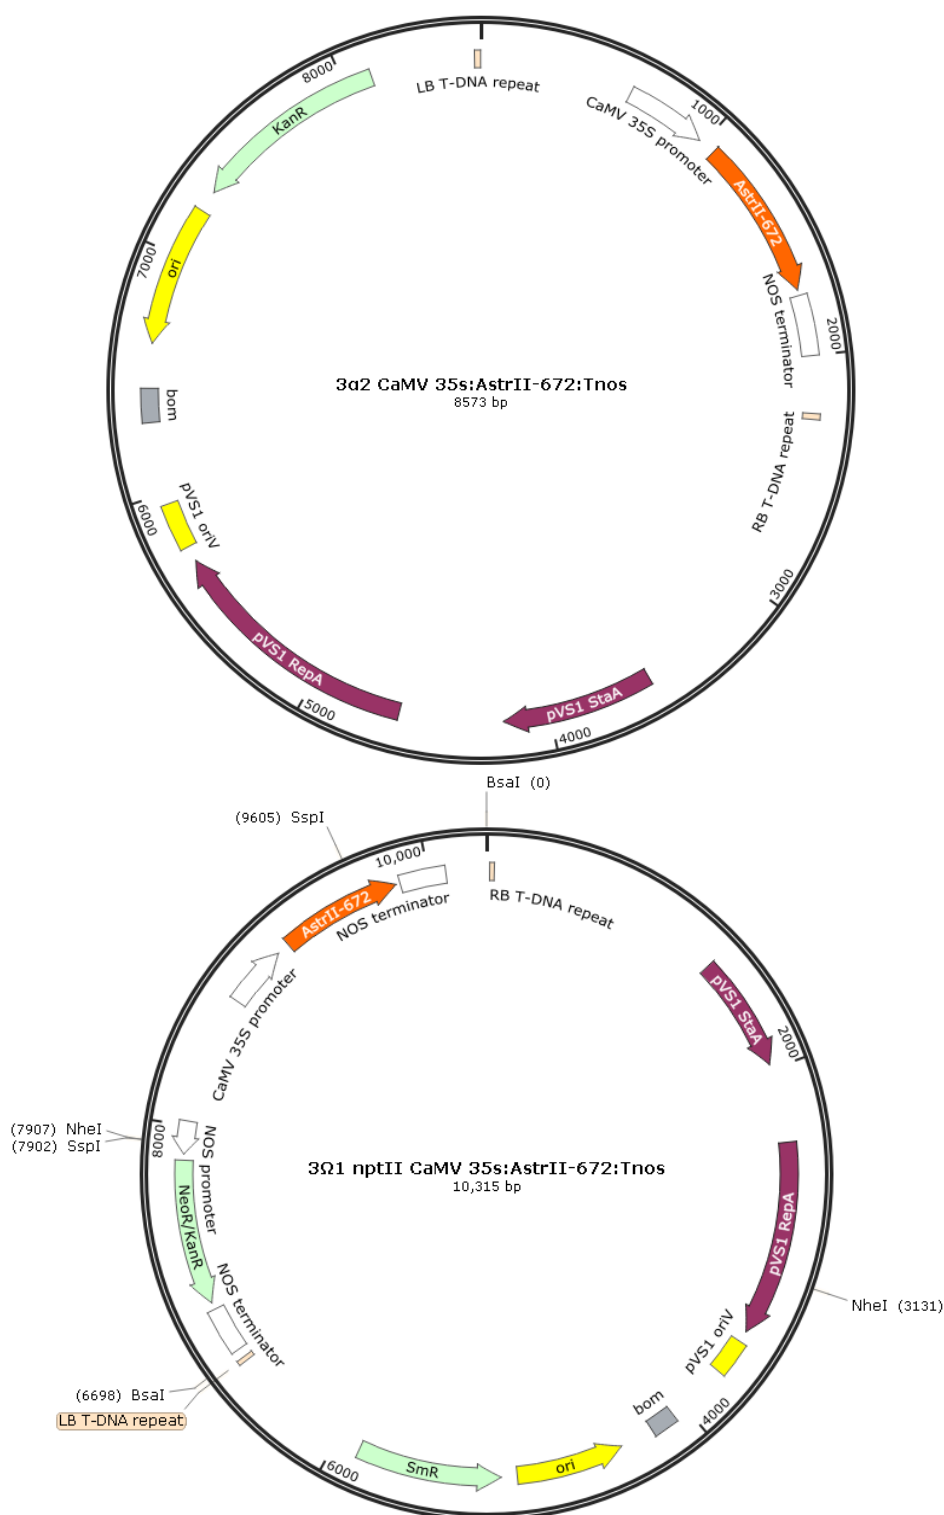 LB T-DNA repeat
CaMV 35S promoter
1000
AstrII-672
NOS terminator
2000
RB T-DNA repeat
3000
pVS1 StaA
4000
pVS1 RepA
5000
pVS1 oriV
6000
bom
ori
7000
KanR
8000
3α2 CaMV 35s:AstrII-672:Tnos
8573 bp
BsaI (0)
(9605) SspI
10,000
AstrII-672
NOS terminator
RB T-DNA repeat
CaMV 35S promoter
pVS1 StaA
2000
(7907) NheI
(7902) SspI
8000
NOS promoter
NeoR/KanR
3Ω1 nptII CaMV 35s:AstrII-672:Tnos
10,315 bp
pVS1 RepA
NheI (3131)
NOS terminator
pVS1 oriV
(6698) BsaI
LB T-DNA repeat
bom
4000
6000
SmR
ori